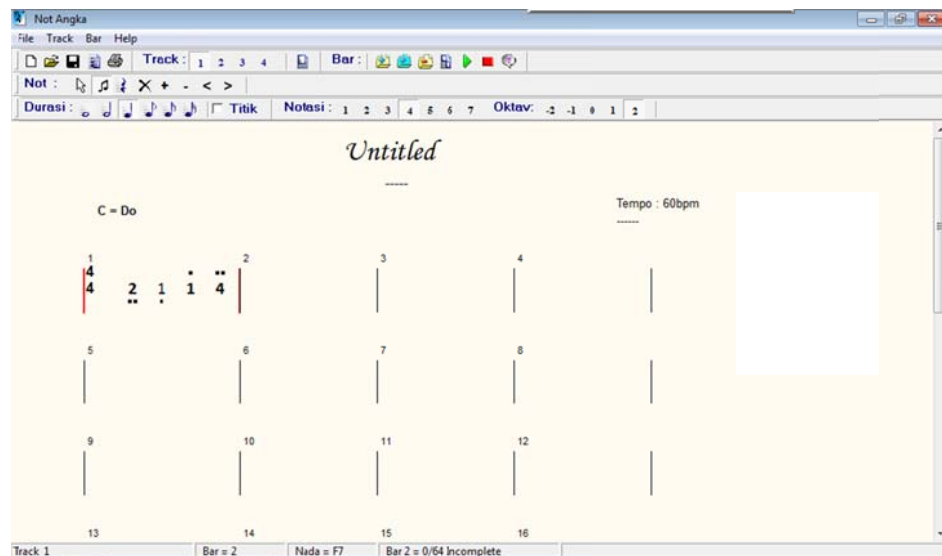 Not Angka
File Track Bar Help
Track : 1 2 3 4 Bar :
Not : + - < >
Durasi : Titik Notasi : 1 2 3 4 5 6 7 Oktav: -2 -1 0 1 2
Untitled
-----
C = Do
Tempo : 60bpm
------
1 2 3 4
4
4 2 1 1 4
5 6 7 8
9 10 11 12
13 14 15 16
Track 1 Bar = 2 Nada = F7 Bar 2 = 0/64 Incomplete